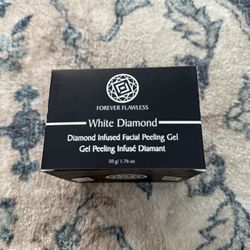 FOREVER FLAWLESS
White Diamond
Diamond Infused Facial Peeling Gel
Gel Peeling Infusé Diamant
50 g/ 1.76 oz